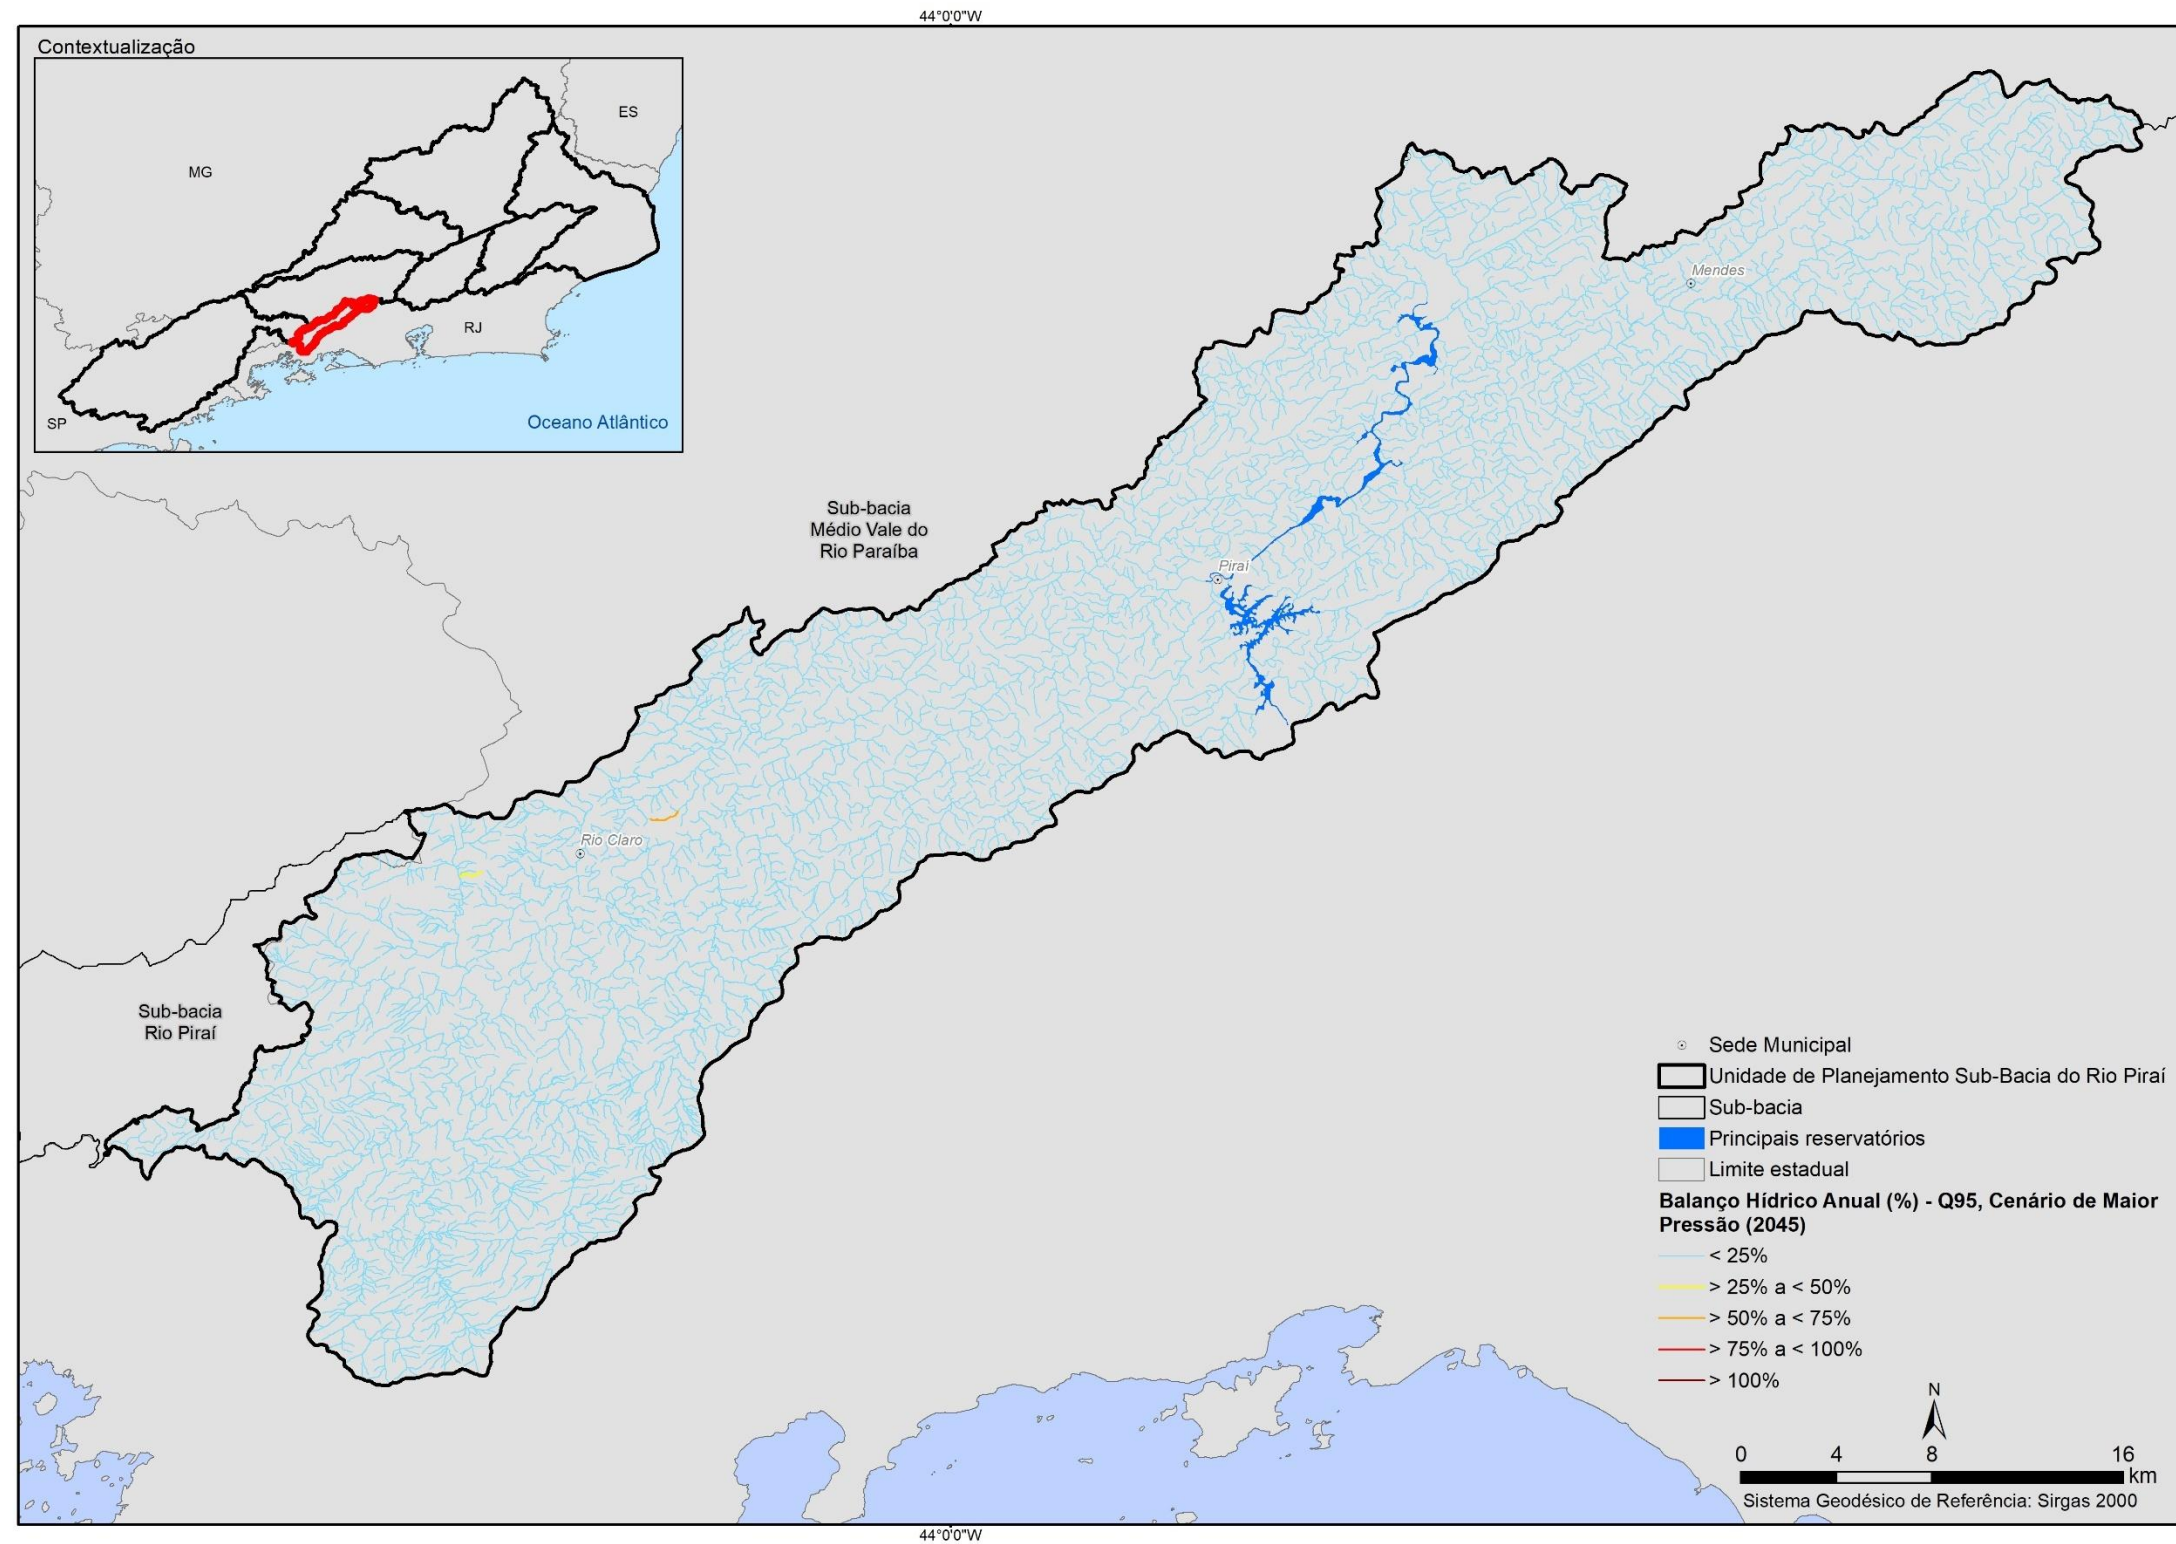 44°0'0"W
Contextualização
ES
MG
RJ
SP
Oceano Atlântico
Mendes
Sub-bacia
Médio Vale do
Rio Paraíba
Piraí
Rio Claro
Sub-bacia
Rio Piraí
Sede Municipal
Unidade de Planejamento Sub-Bacia do Rio Piraí
Sub-bacia
Principais reservatórios
Limite estadual
Balanço Hídrico Anual (%) - Q95, Cenário de Maior
Pressão (2045)
< 25%
> 25% a < 50%
> 50% a < 75%
> 75% a < 100%
> 100%
N
0 4 8 16
km
Sistema Geodésico de Referência: Sirgas 2000
44°0'0"W